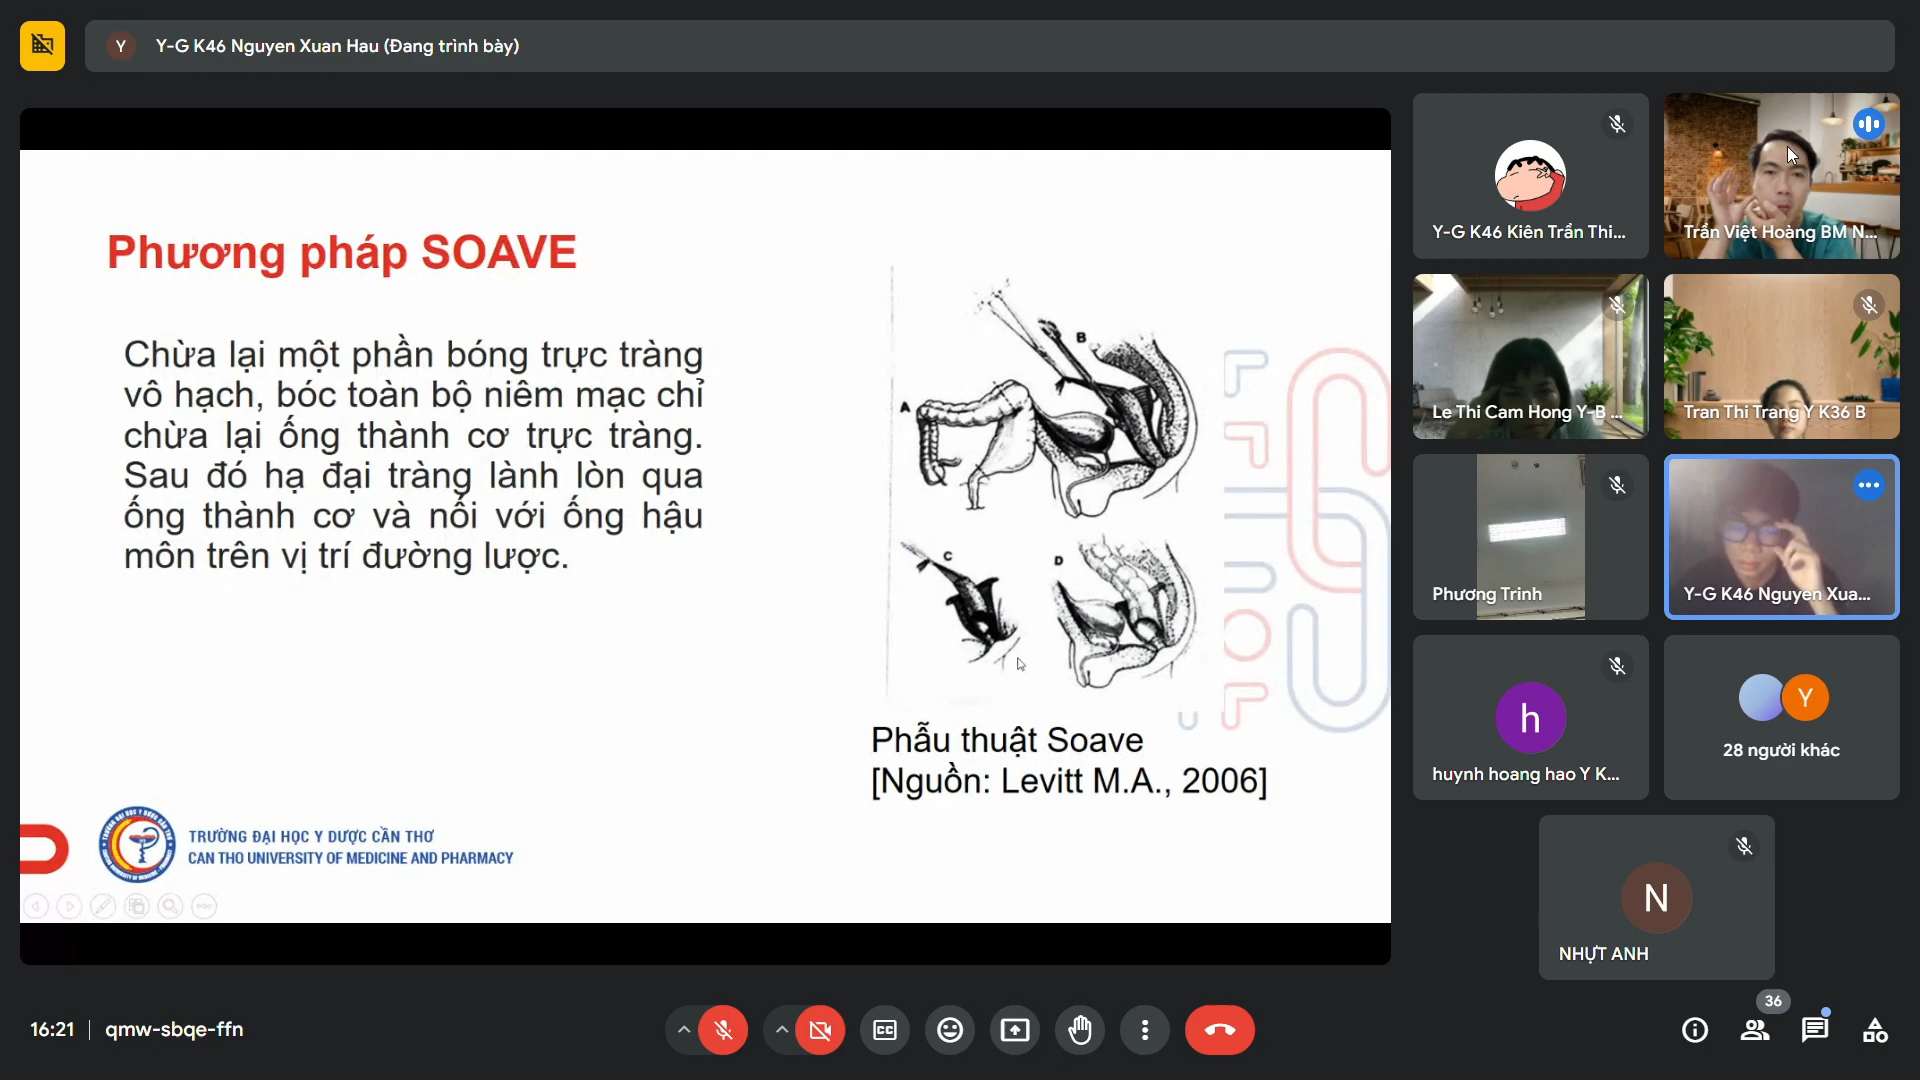 Y
Y-G K46 Nguyen Xuan Hau (Đang trình bày)
Phương pháp SOAVE
Chừa lại một phần bóng trực tràng
vô hạch, bóc toàn bộ niêm mạc chỉ
chừa lại ống thành cơ trực tràng.
Sau đó hạ đại tràng lành lòn qua
ống thành cơ và nối với ống hậu
môn trên vị trí đường lược.
A
B
C
D
Phẫu thuật Soave
[Nguồn: Levitt M.A., 2006]
TRƯỜNG ĐẠI HỌC Y DƯỢC CẦN THƠ
CAN THO UNIVERSITY OF MEDICINE AND PHARMACY
Y-G K46 Kiên Trần Thi...
Trần Việt Hoàng BM N...
Le Thi Cam Hong Y-B ...
Tran Thi Trang Y K36 B
Phương Trinh
Y-G K46 Nguyen Xua...
h
huynh hoang hao Y K...
Y
28 người khác
N
NHỰT ANH
16:21
qmw-sbqe-ffn
CC
36